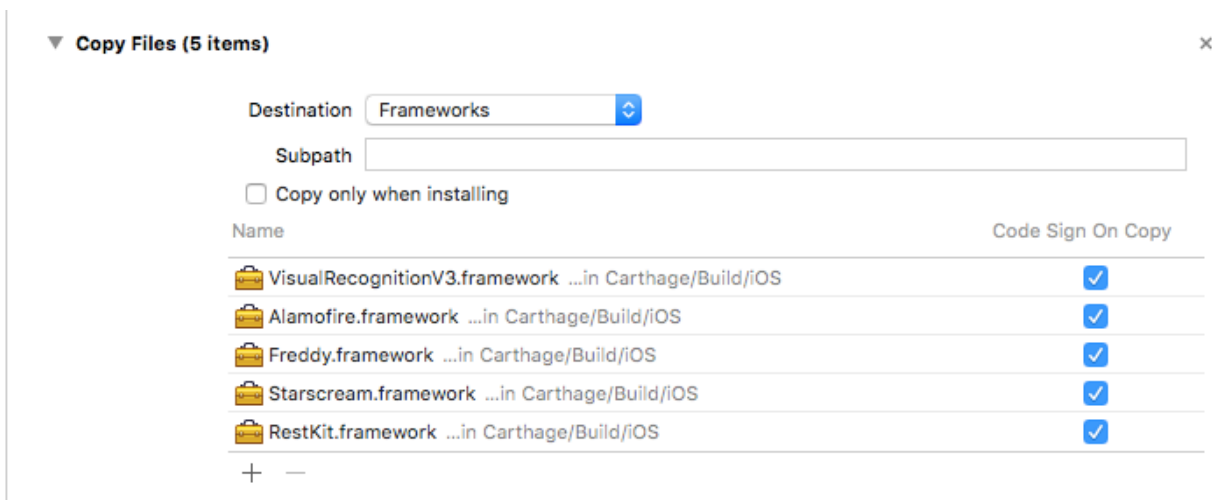 Copy Files (5 items)
Destination Frameworks
Subpath
Copy only when installing
Name Code Sign On Copy
VisualRecognitionV3.framework ...in Carthage/Build/iOS
Alamofire.framework ...in Carthage/Build/iOS
Freddy.framework ...in Carthage/Build/iOS
Starscream.framework ...in Carthage/Build/iOS
RestKit.framework ...in Carthage/Build/iOS